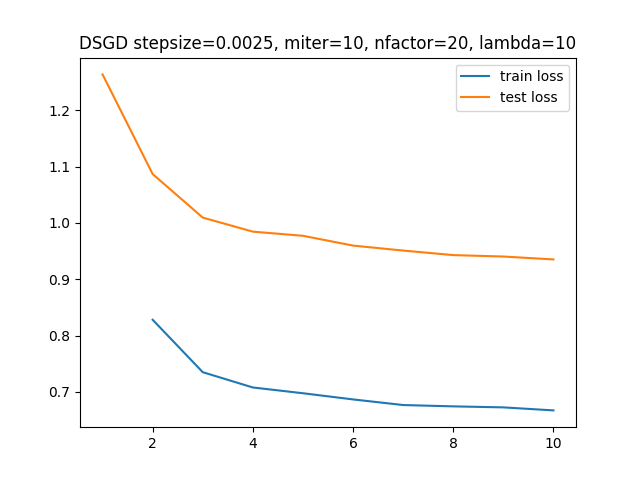 DSGD stepsize=0.0025, miter=10, nfactor=20, lambda=10
train loss
test loss
1.2
1.1
1.0
0.9
0.8
0.7
2 4 6 8 10